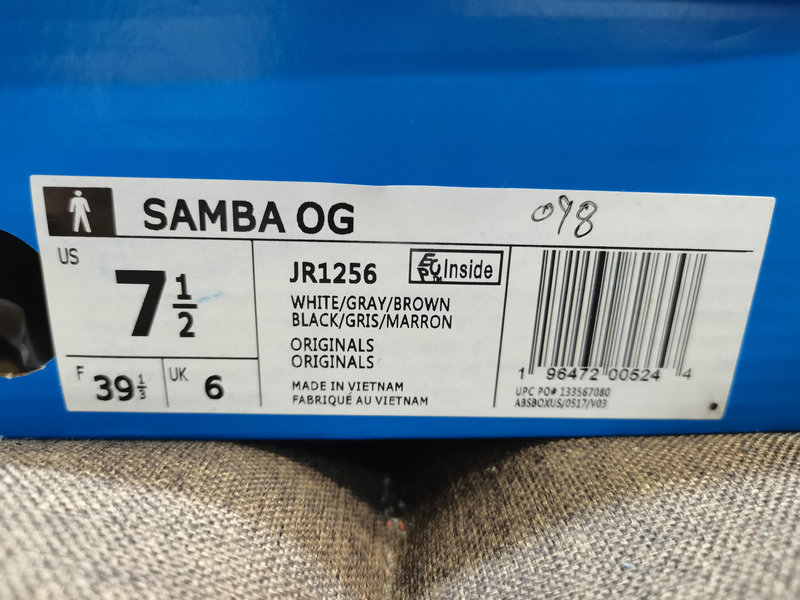 SAMBA OG
098
US
7 1/2
F 39 1/3
UK 6
JR1256
Inside
WHITE/GRAY/BROWN
BLACK/GRIS/MARRON
ORIGINALS
ORIGINALS
MADE IN VIETNAM
FABRIQUÉ AU VIETNAM
1 96472 00524 4
UPC PO# 133567080
ABSBOXUS/0517/V03